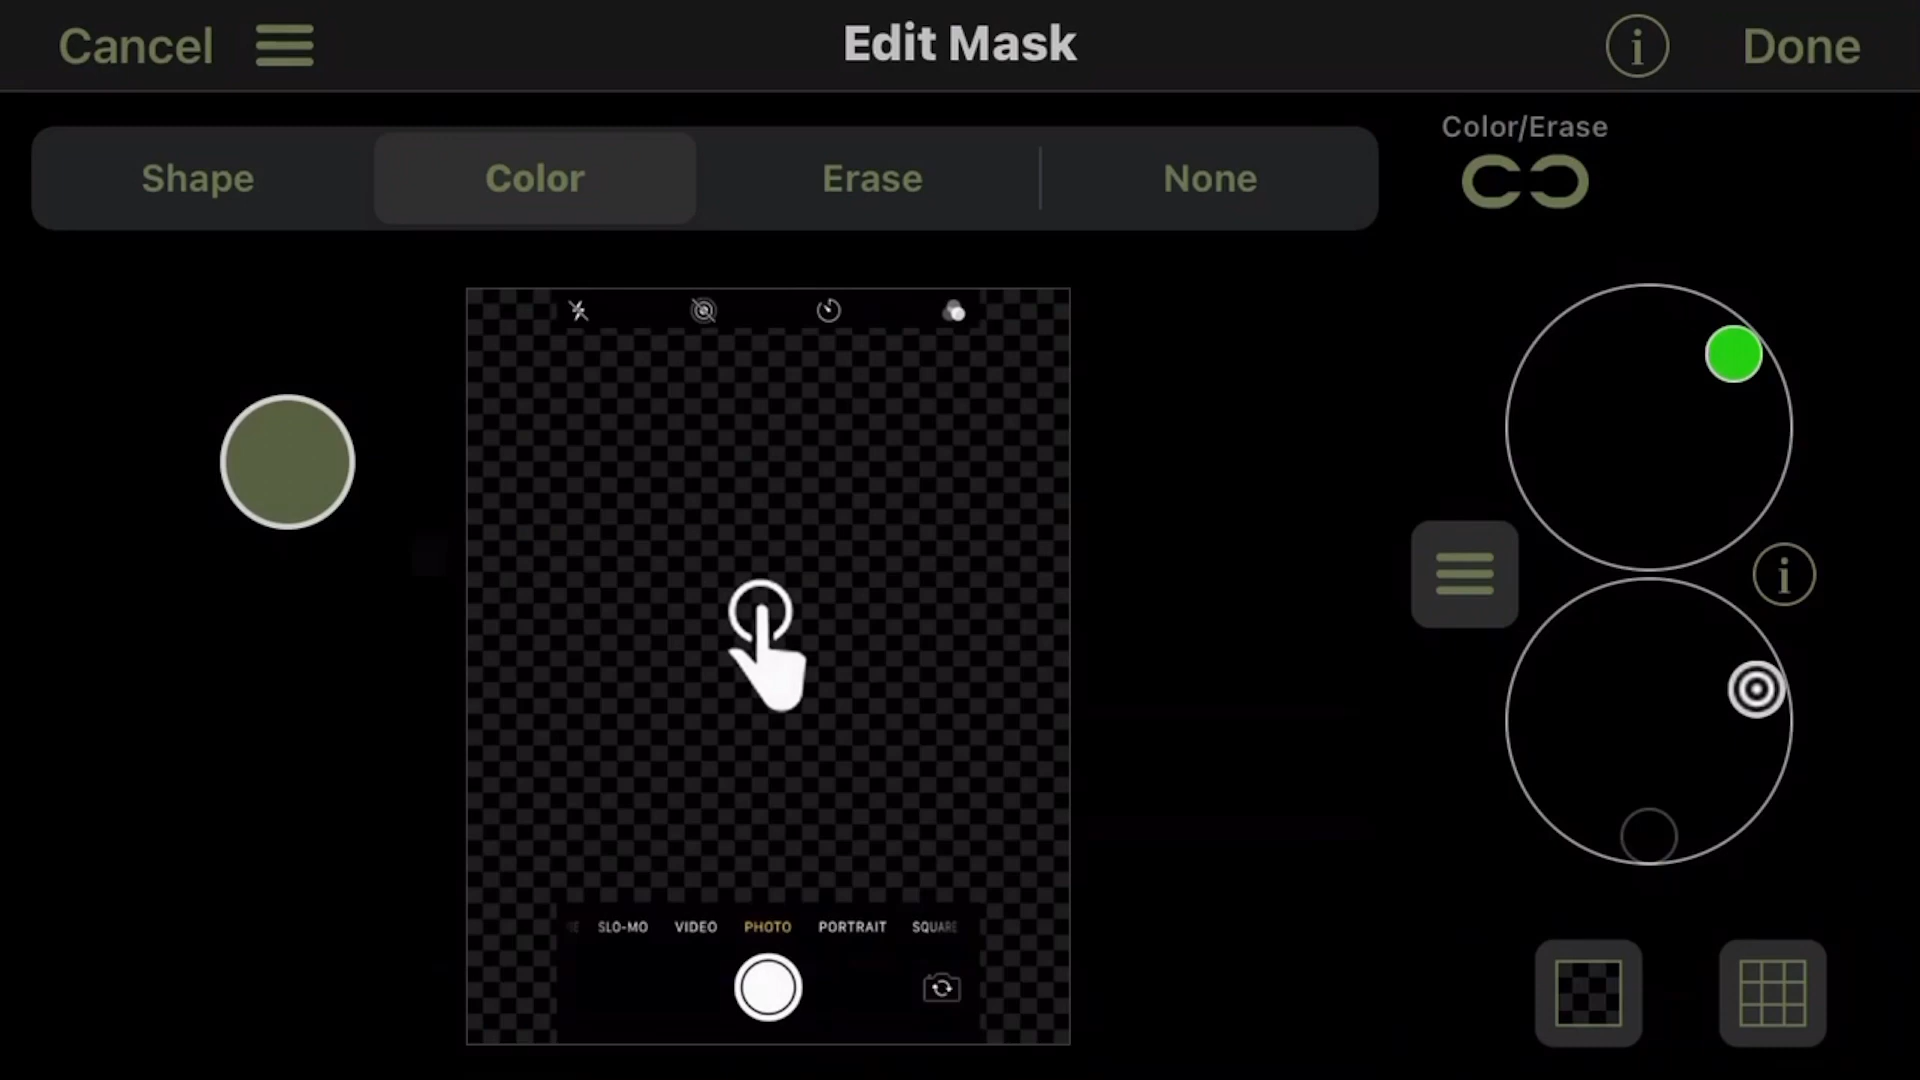 Cancel
Edit Mask
Done
Color/Erase
Shape
Color
Erase
None
SLO-MO
VIDEO
PHOTO
PORTRAIT
SQUARE